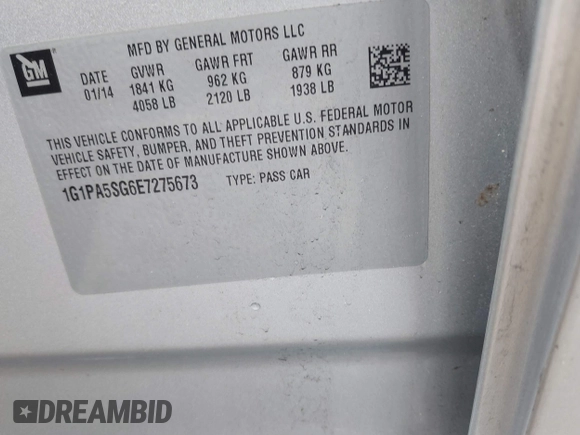 MFD BY GENERAL MOTORS LLC
GM
DATE GVWR GAWR FRT GAWR RR
01/14 1841 KG 962 KG 879 KG
4058 LB 2120 LB 1938 LB
THIS VEHICLE CONFORMS TO ALL APPLICABLE U.S. FEDERAL MOTOR
VEHICLE SAFETY, BUMPER, AND THEFT PREVENTION STANDARDS IN
EFFECT ON THE DATE OF MANUFACTURE SHOWN ABOVE.
1G1PA5SG6E7275673 TYPE: PASS CAR
DREAMBID